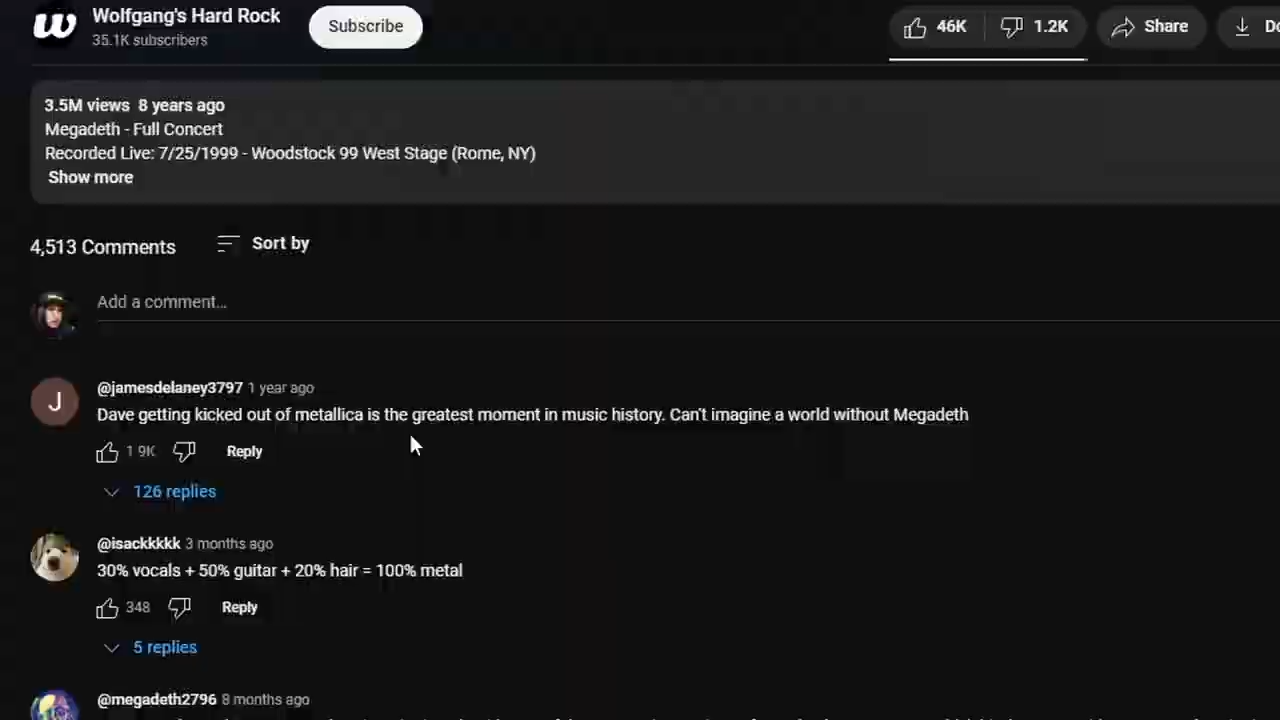 w
Wolfgang's Hard Rock
35.1K subscribers
Subscribe
46K
1.2K
Share
3.5M views 8 years ago
Megadeth - Full Concert
Recorded Live: 7/25/1999 - Woodstock 99 West Stage (Rome, NY)
Show more
4,513 Comments
Sort by
Add a comment...
J
@jamesdelaney3797 1 year ago
Dave getting kicked out of metallica is the greatest moment in music history. Can't imagine a world without Megadeth
1.9K
Reply
126 replies
@isackkkkk 3 months ago
30% vocals + 50% guitar + 20% hair = 100% metal
348
Reply
5 replies
@megadeth2796 8 months ago